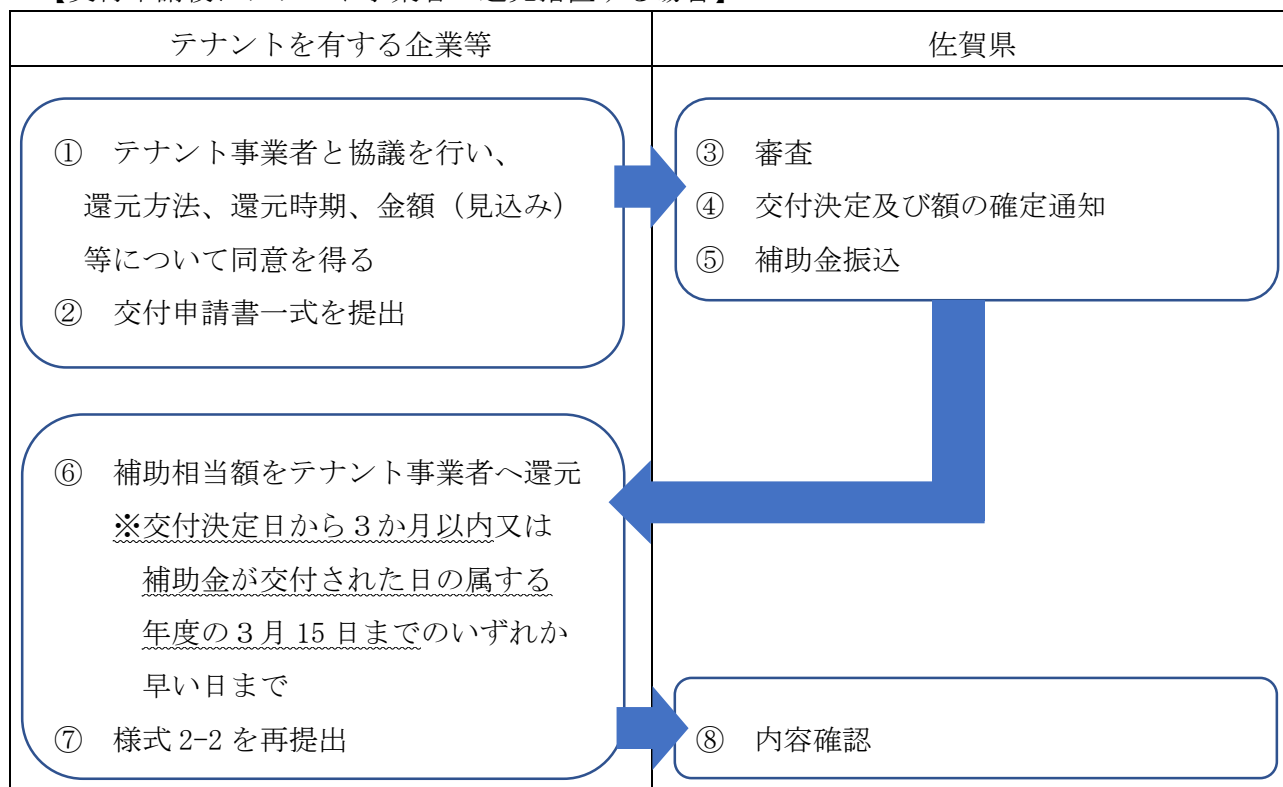 テナントを有する企業等
佐賀県
① テナント事業者と協議を行い、
還元方法、還元時期、金額(見込み)
等について同意を得る
② 交付申請書一式を提出
③ 審査
④ 交付決定及び額の確定通知
⑤ 補助金振込
⑥ 補助相当額をテナント事業者へ還元
※交付決定日から3か月以内又は
補助金が交付された日の属する
年度の3月 15 日までのいずれか
早い日まで
⑦ 様式 2-2 を再提出
⑧ 内容確認